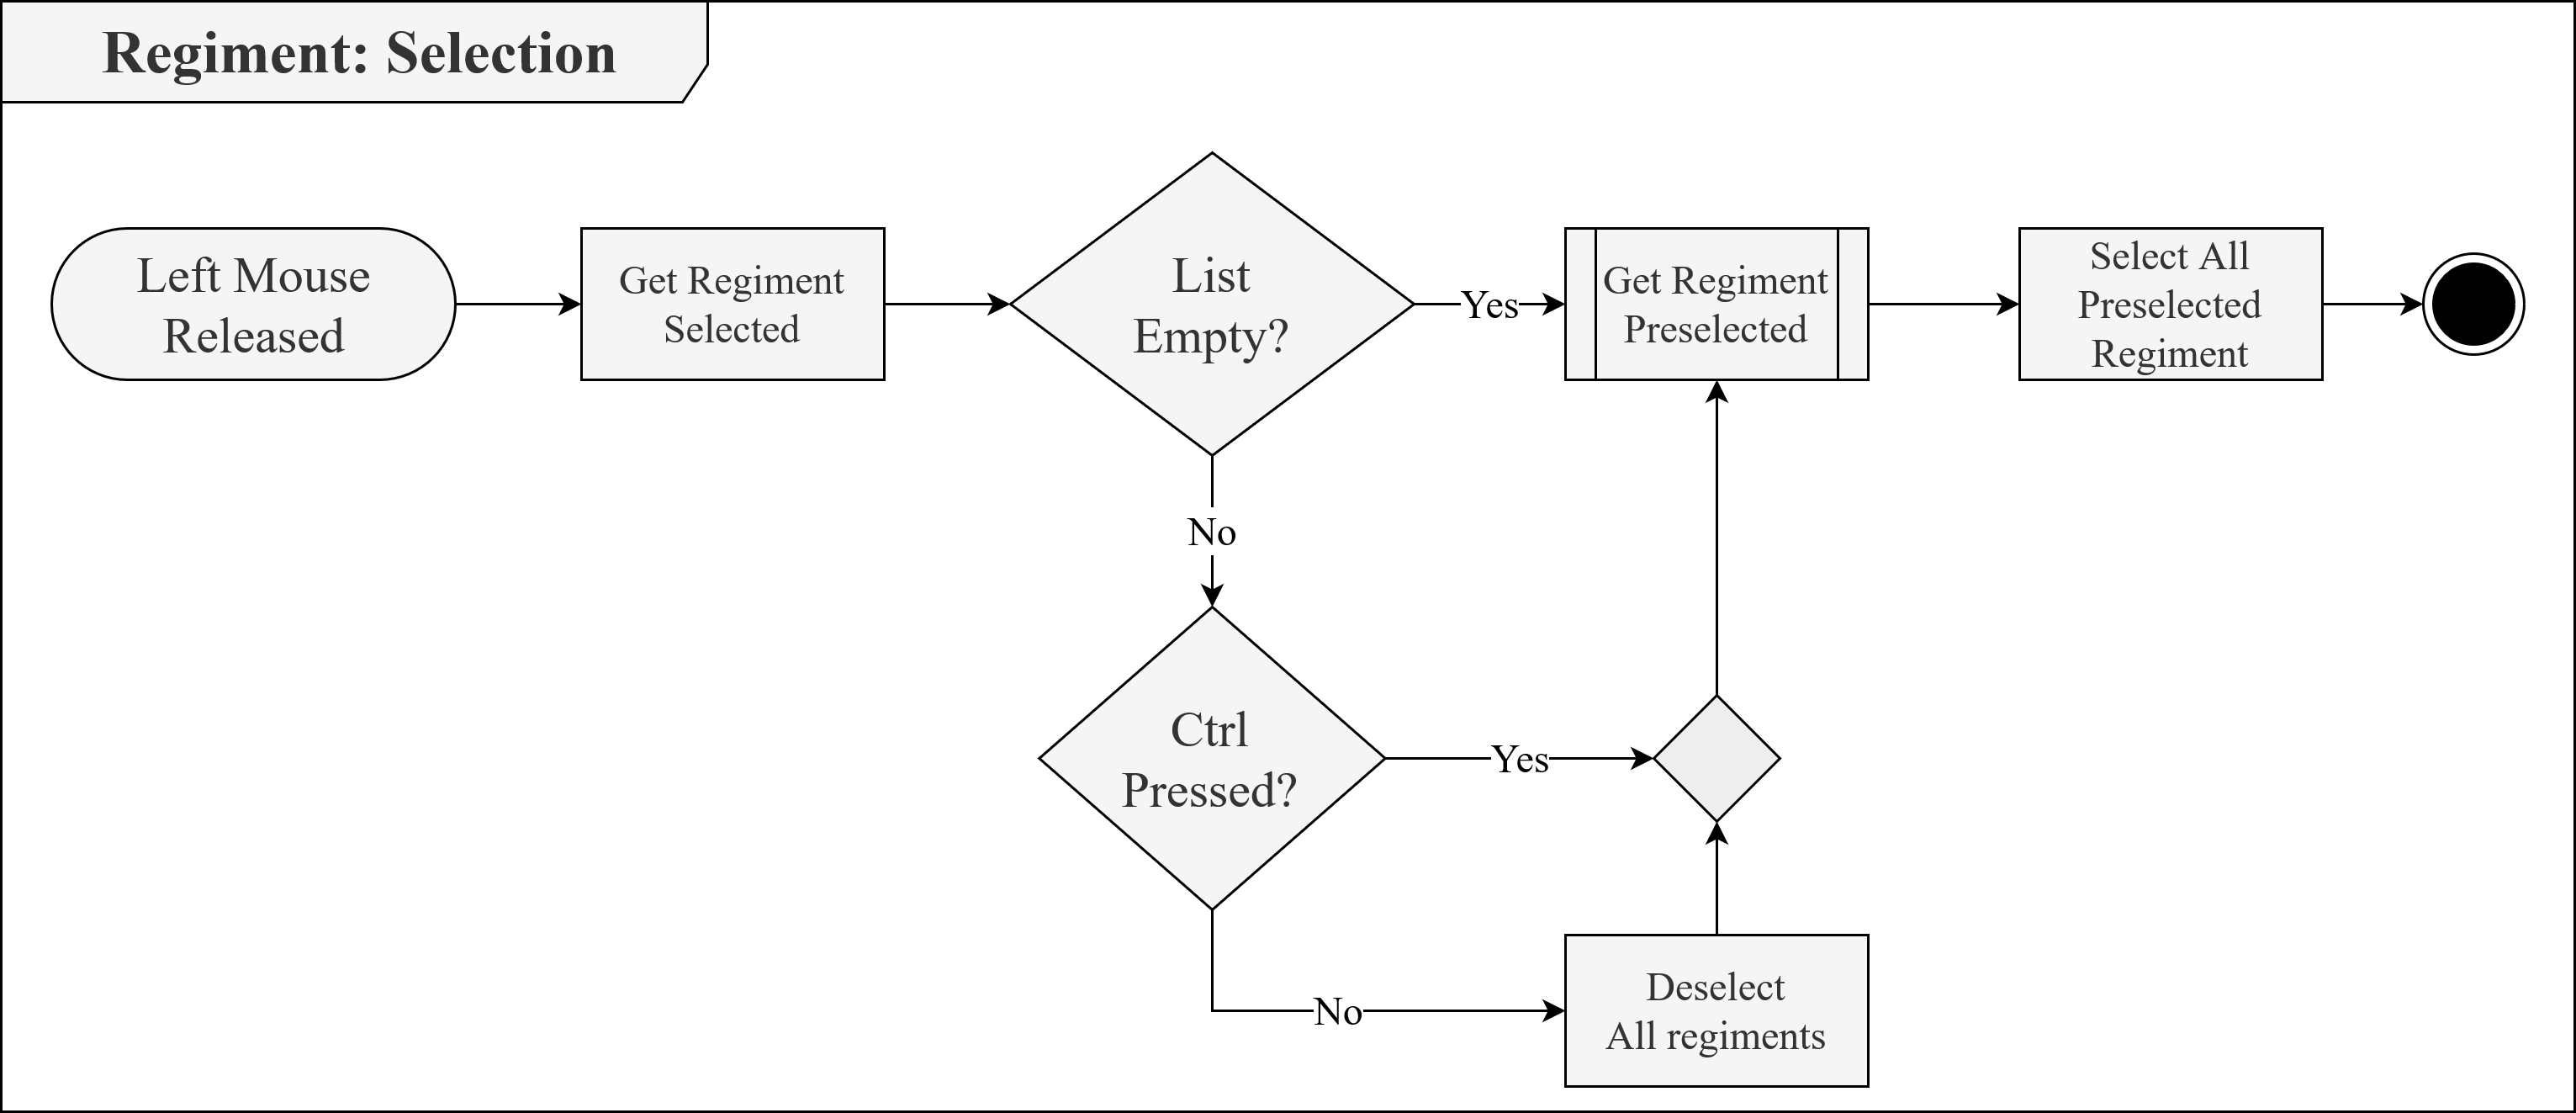 Regiment: Selection
Left Mouse
Released
Get Regiment
Selected
List
Empty?
Yes
Get Regiment
Preselected
Select All
Preselected
Regiment
No
Ctrl
Pressed?
Yes
No
Deselect
All regiments